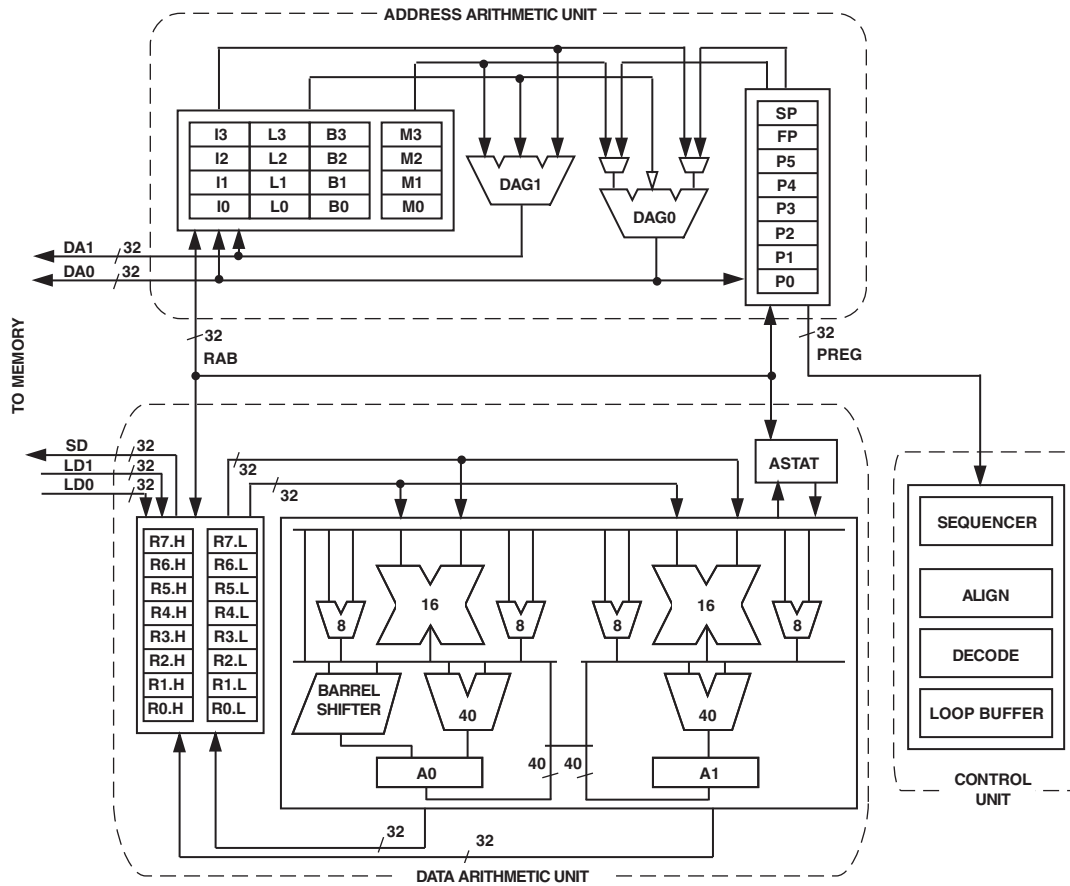 ADDRESS ARITHMETIC UNIT
SP
FP
P5
P4
P3
P2
P1
P0
I3 L3 B3 M3
I2 L2 B2 M2
I1 L1 B1 M1
I0 L0 B0 M0
DAG1
DAG0
DA1 32
DA0 32
TO MEMORY
32
RAB
32
PREG
SD 32
LD1 32
LD0 32
32
32
ASTAT
R7.H R7.L
R6.H R6.L
R5.H R5.L
R4.H R4.L
R3.H R3.L
R2.H R2.L
R1.H R1.L
R0.H R0.L
16
8
8
16
8
8
BARREL
SHIFTER
40
40
A0
40
40
A1
32
32
DATA ARITHMETIC UNIT
SEQUENCER
ALIGN
DECODE
LOOP BUFFER
CONTROL
UNIT